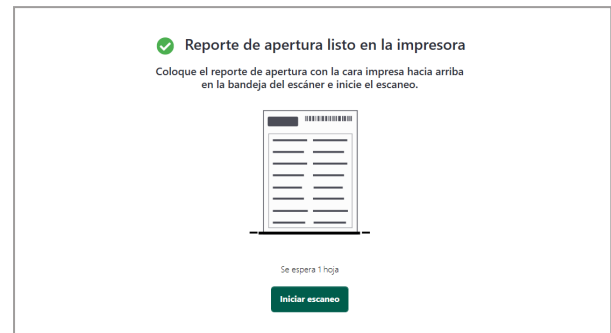 Reporte de apertura listo en la impresora
Coloque el reporte de apertura con la cara impresa hacia arriba
en la bandeja del escáner e inicie el escaneo.
Se espera 1 hoja
Iniciar escaneo